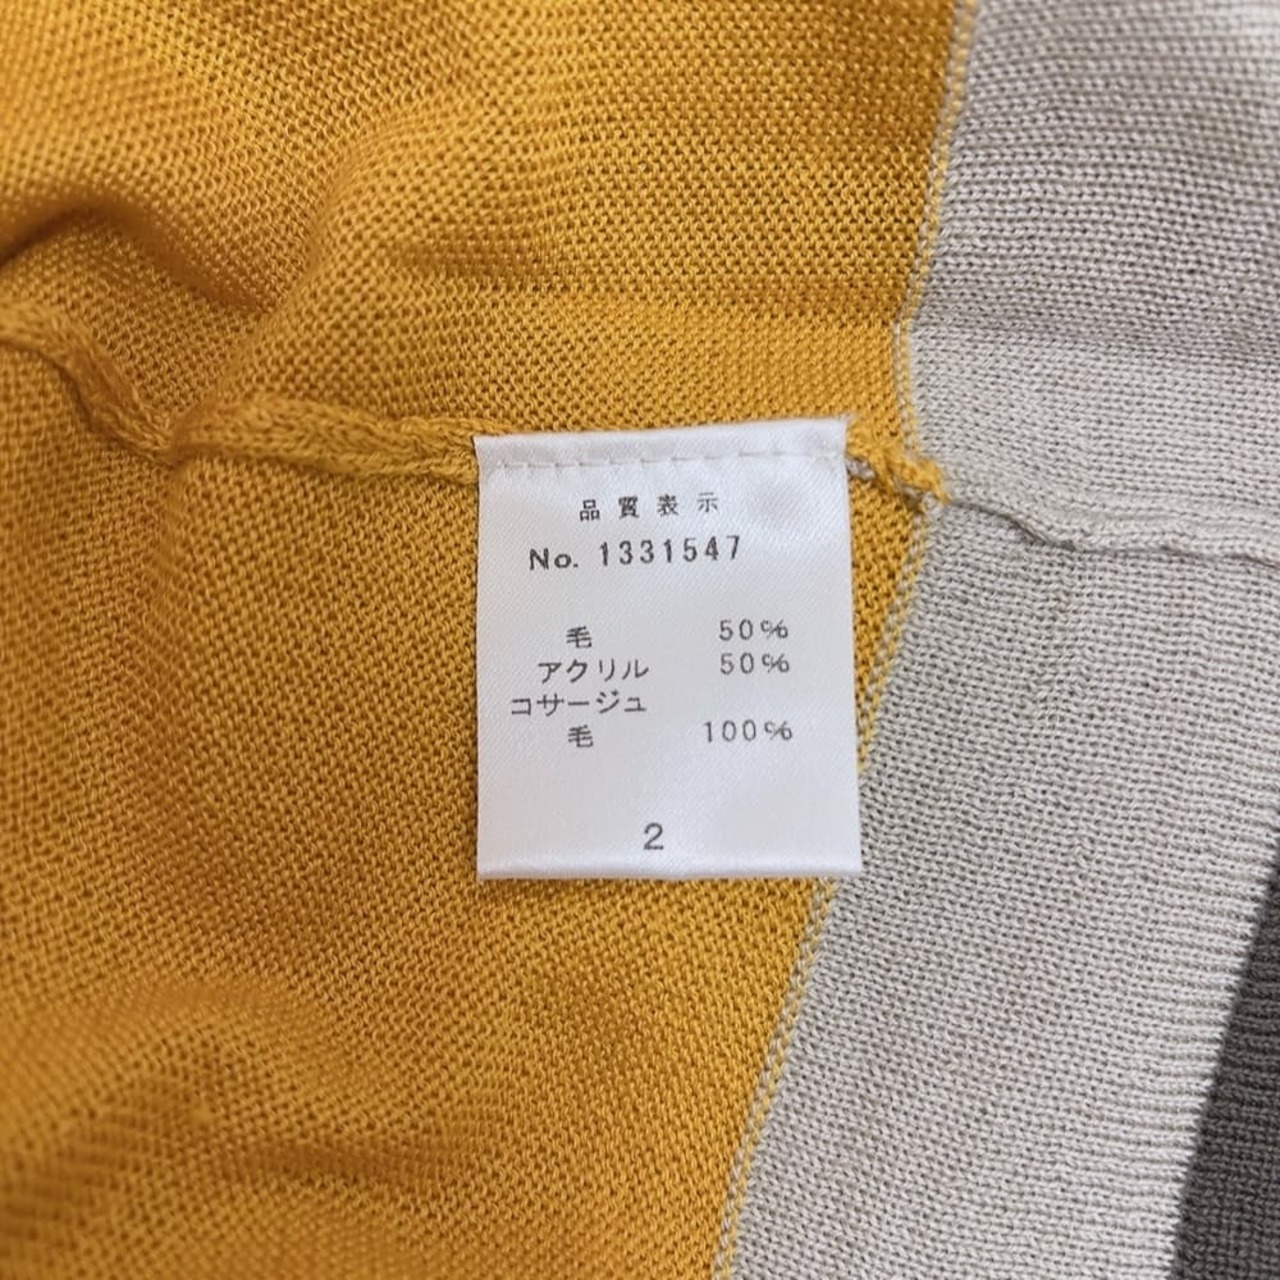 品質表示
No. 1331547
毛 50%
アクリル 50%
コサージュ
毛 100%
2